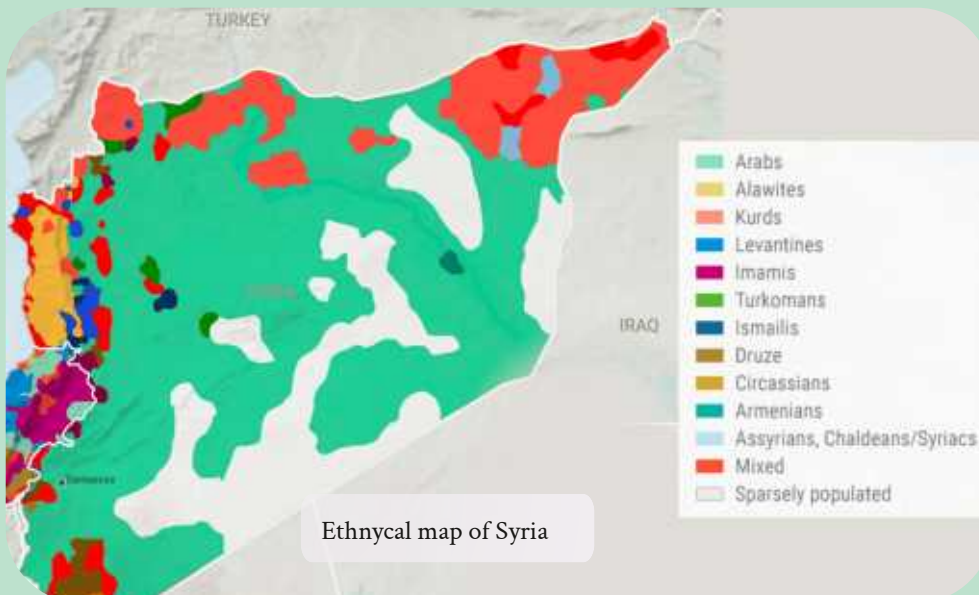 TURKEY
Arabs
Alawites
Kurds
Levantines
Imamis
Turkomans
IRAQ
Ismailis
Druze
Circassians
Armenians
Assyrians, Chaldeans/Syriacs
Mixed
Sparsely populated
Damascus
Ethnycal map of Syria